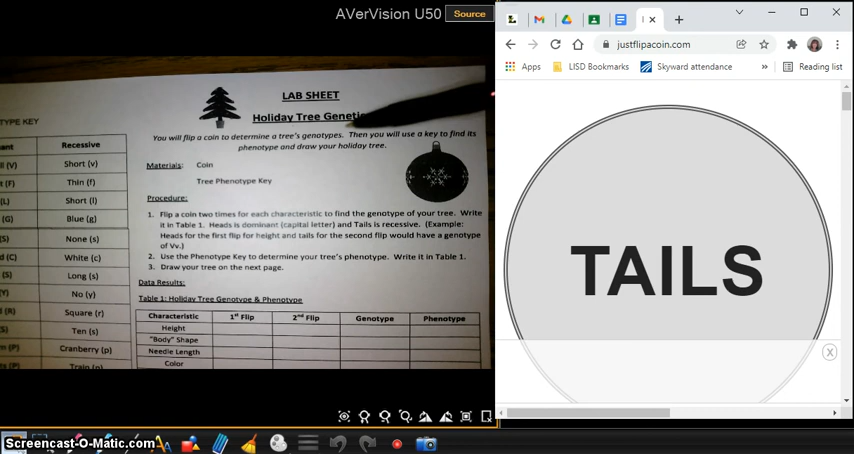 AVerVision U50
Source
LAB SHEET
Holiday Tree
You will flip a coin to determine a tree's genotypes. Then you will use a key to find its
phenotype and draw your holiday tree.
Materials: Coin
Tree Phenotype Key
Procedure:
1. Flip a coin two times for each characteristic to find the genotype of your tree. Write
it in Table 1. Heads is dominant (capital letter) and Tails is recessive. (Example:
Heads for the first flip for height and tails for the second flip would have a genotype
of Vv.)
2. Use the Phenotype Key to determine your tree's phenotype. Write it in Table 1.
3. Draw your tree on the next page.
Data Results:
Table 1: Holiday Tree Genotype & Phenotype
Characteristic 1st Flip 2nd Flip Genotype Phenotype
Height
"Body" Shape
Needle Length
Color
KEY
Recessive
(V) Short (v)
(F) Thin (f)
(L) Short (l)
(G) Blue (g)
(S) None (s)
(C) White (c)
(S) Long (s)
No (y)
(R) Square (r)
Ten (s)
(P) Cranberry (p)
justflipacoin.com
Apps LISD Bookmarks Skyward attendance » Reading list
TAILS
X
Screencast-O-Matic.com